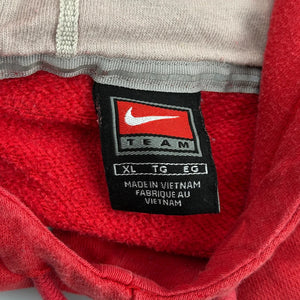 TEAM
XL TG EG
MADE IN VIETNAM
FABRIQUE AU
VIETNAM